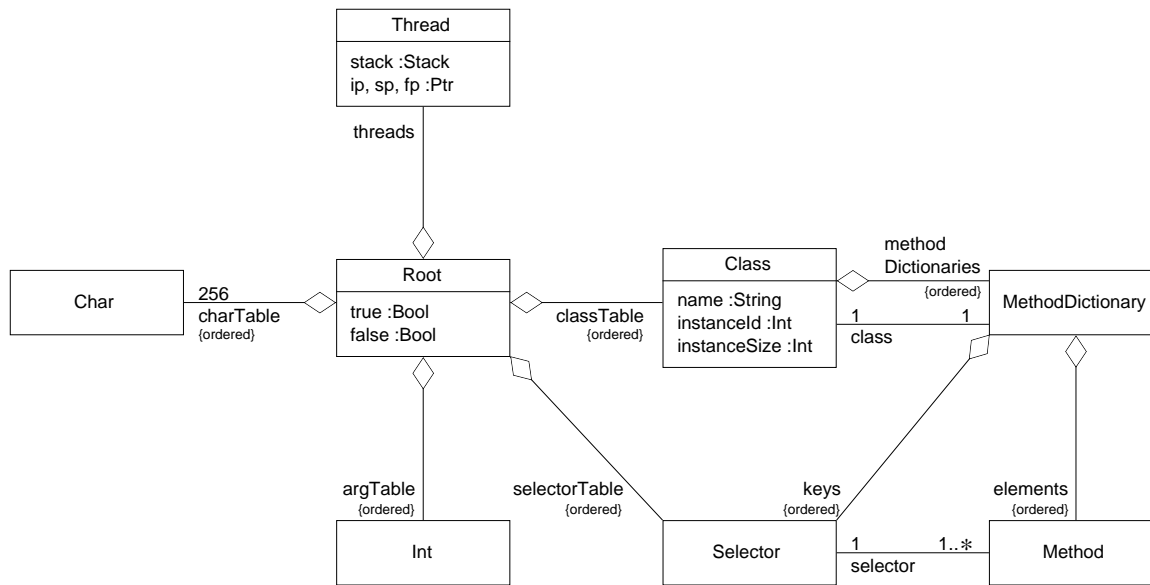 Thread
stack :Stack
ip, sp, fp :Ptr
threads
Char
256
charTable
{ordered}
Root
true :Bool
false :Bool
classTable
{ordered}
Class
name :String
instanceId :Int
instanceSize :Int
method
Dictionaries
{ordered}
1 1
class
MethodDictionary
argTable
{ordered}
selectorTable
{ordered}
keys
{ordered}
elements
{ordered}
Int
Selector
1 1..*
selector
Method